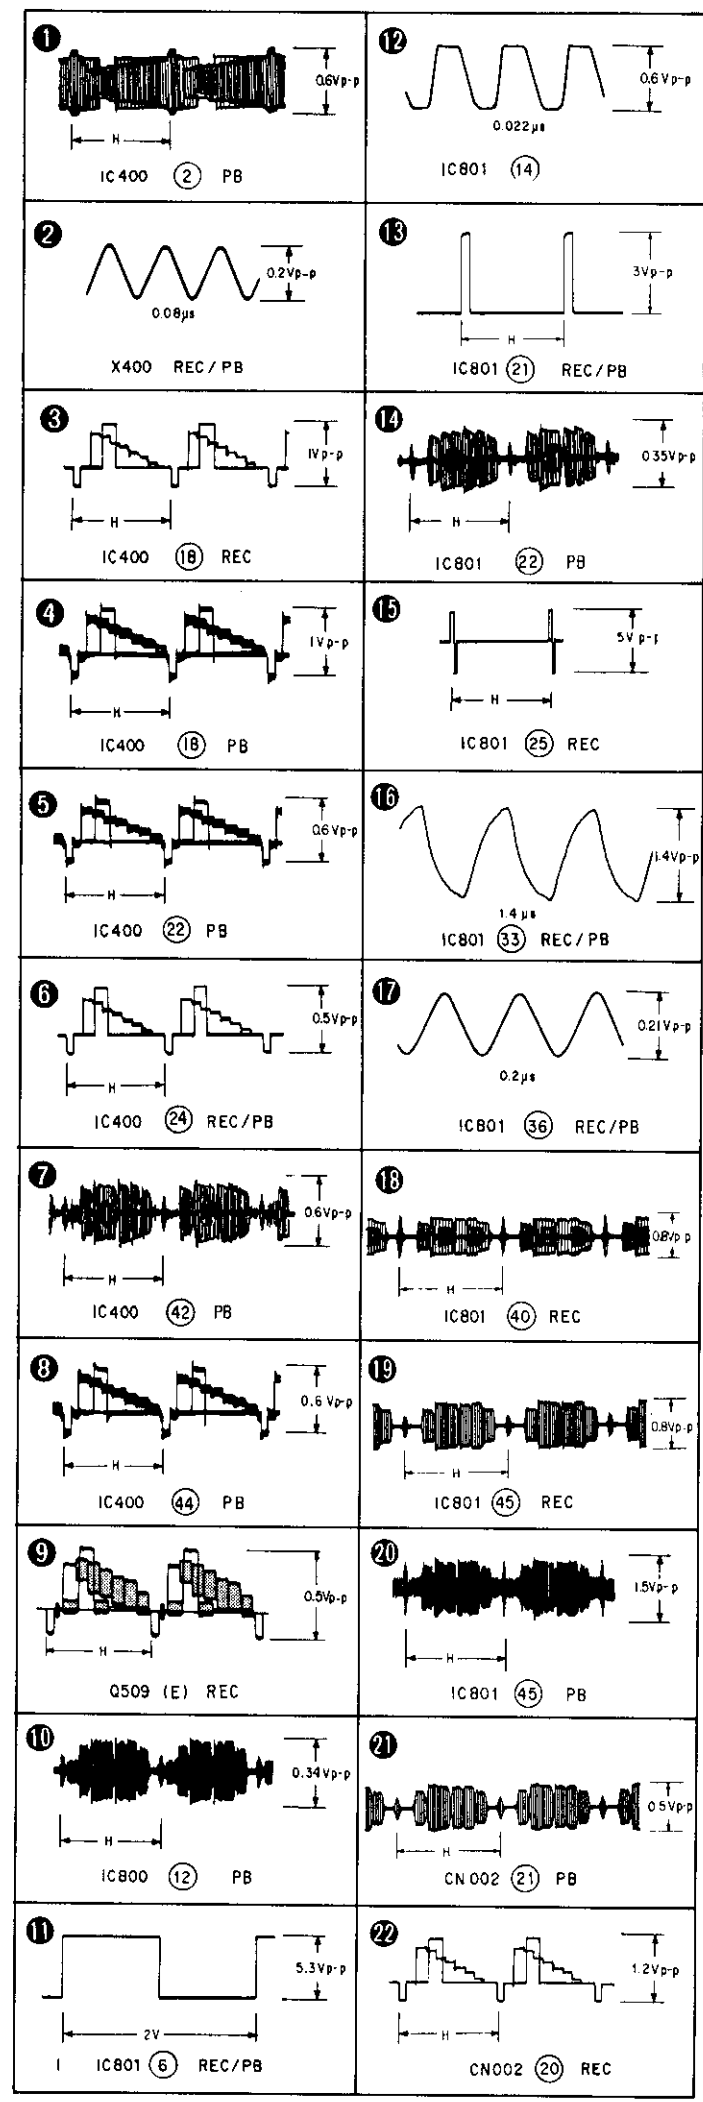 1
0.6Vp-p
H
IC400 2 PB
2
0.2Vp-p
0.08µs
X400 REC/PB
3
1Vp-p
H
IC400 18 REC
4
1Vp-p
H
IC400 18 PB
5
0.6Vp-p
H
IC400 22 PB
6
0.5Vp-p
H
IC400 24 REC/PB
7
0.6Vp-p
H
IC400 42 PB
8
0.6Vp-p
H
IC400 44 PB
9
0.5Vp-p
H
Q509 (E) REC
10
0.34Vp-p
H
IC800 12 PB
11
5.3Vp-p
2V
IC801 6 REC/PB
12
0.6Vp-p
0.022µs
IC801 14
13
3Vp-p
H
IC801 21 REC/PB
14
0.35Vp-p
H
IC801 22 PB
15
5Vp-p
H
IC801 25 REC
16
1.4Vp-p
1.4µs
IC801 33 REC/PB
17
0.21Vp-p
0.2µs
IC801 36 REC/PB
18
0.8Vp-p
H
IC801 40 REC
19
0.8Vp-p
H
IC801 45 REC
20
1.5Vp-p
H
IC801 45 PB
21
0.5Vp-p
H
CN002 21 PB
22
1.2Vp-p
H
CN002 20 REC